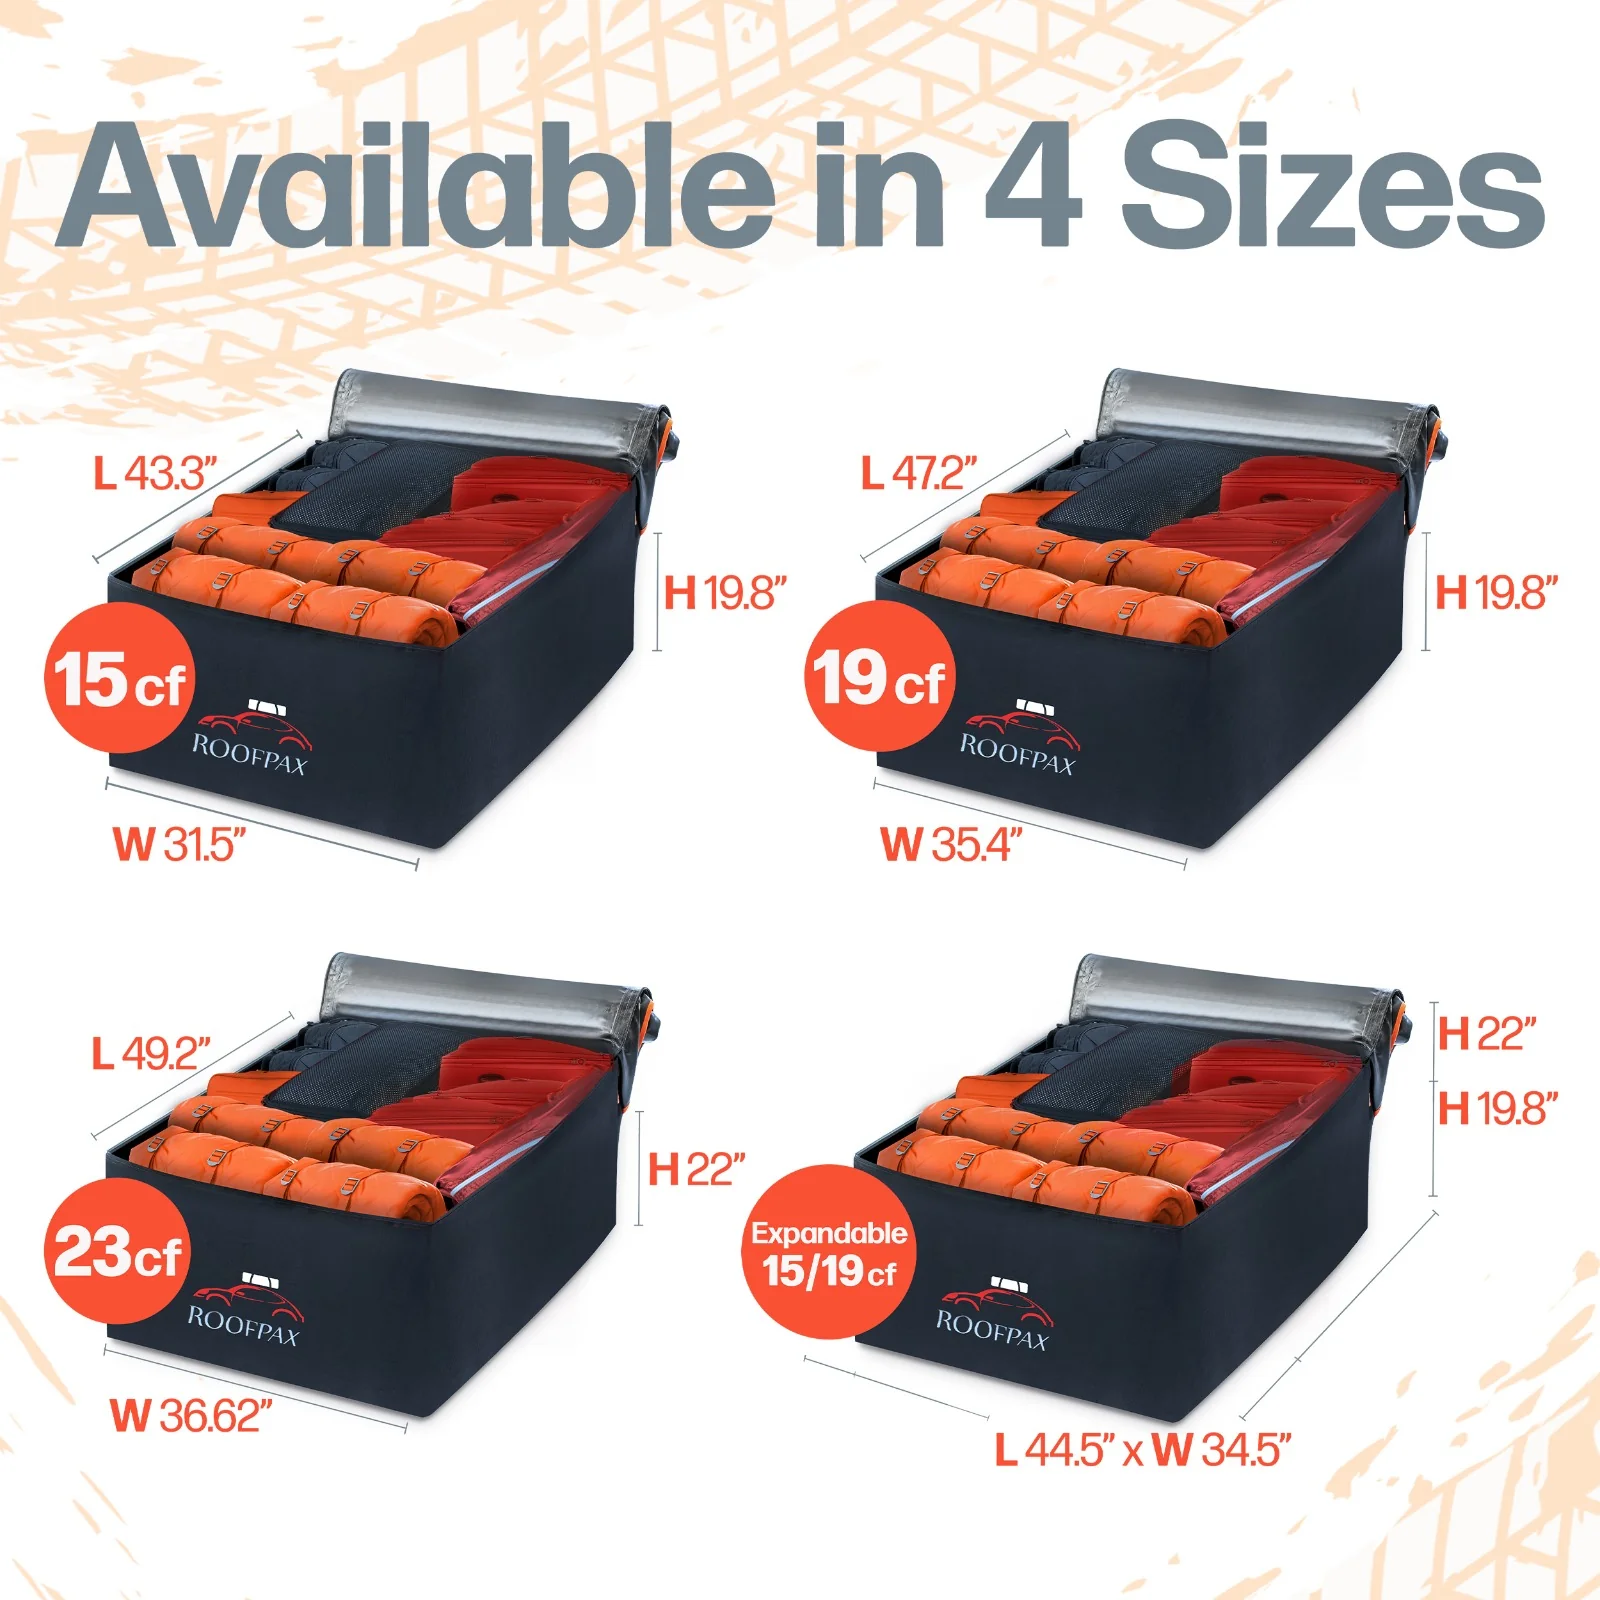 Available in 4 Sizes
L 43.3”
H 19.8”
15 cf
ROOFPAX
W 31.5”
L 47.2”
H 19.8”
19 cf
ROOFPAX
W 35.4”
L 49.2”
H 22”
23 cf
ROOFPAX
W 36.62”
H 22”
H 19.8”
Expandable
15/19 cf
ROOFPAX
L 44.5” x W 34.5”